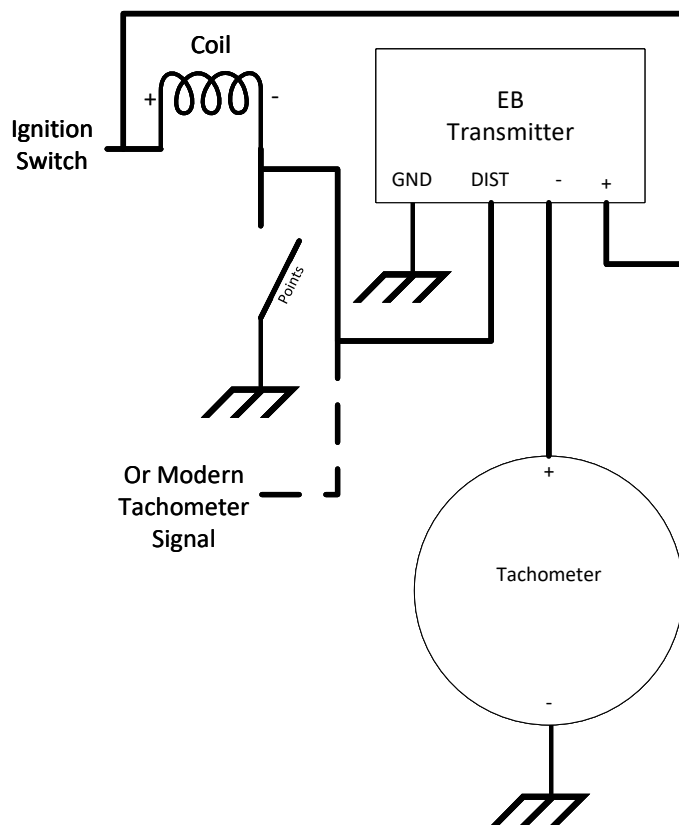 Coil
+
-
Ignition
Switch
EB
Transmitter
GND
DIST
-
+
Points
Or Modern
Tachometer
Signal
+
Tachometer
-